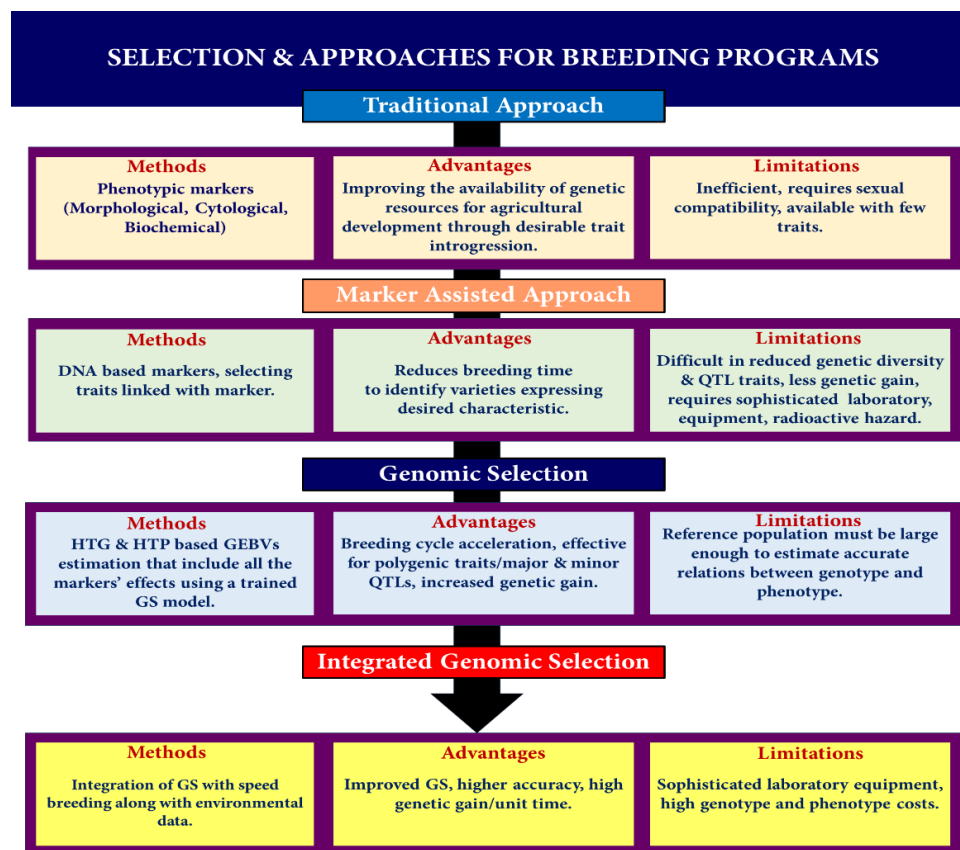 SELECTION & APPROACHES FOR BREEDING PROGRAMS
Traditional Approach
Methods
Phenotypic markers
(Morphological, Cytological,
Biochemical)
Advantages
Improving the availability of genetic
resources for agricultural
development through desirable trait
introgression.
Limitations
Inefficient, requires sexual
compatibility, available with few
traits.
Marker Assisted Approach
Methods
DNA based markers, selecting
traits linked with marker.
Advantages
Reduces breeding time
to identify varieties expressing
desired characteristic.
Limitations
Difficult in reduced genetic diversity
& QTL traits, less genetic gain,
requires sophisticated laboratory,
equipment, radioactive hazard.
Genomic Selection
Methods
HTG & HTP based GEBVs
estimation that include all the
markers’ effects using a trained
GS model.
Advantages
Breeding cycle acceleration, effective
for polygenic traits/major & minor
QTLs, increased genetic gain.
Limitations
Reference population must be large
enough to estimate accurate
relations between genotype and
phenotype.
Integrated Genomic Selection
Methods
Integration of GS with speed
breeding along with environmental
data.
Advantages
Improved GS, higher accuracy, high
genetic gain/unit time.
Limitations
Sophisticated laboratory equipment,
high genotype and phenotype costs.